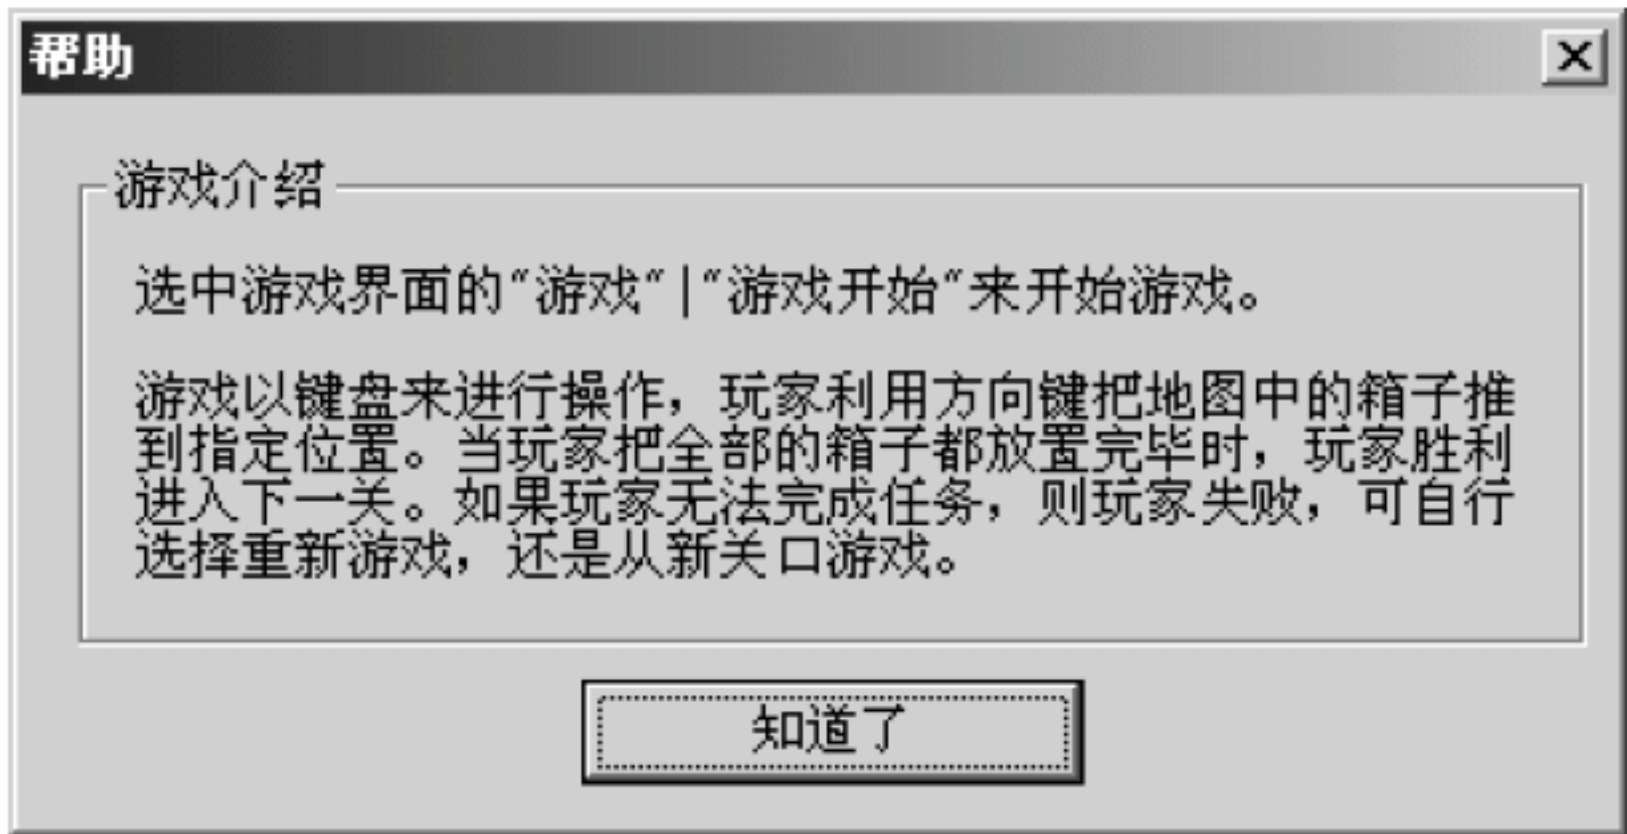 帮助
游戏介绍
选中游戏界面的"游戏"|"游戏开始"来开始游戏。
游戏以键盘来进行操作，玩家利用方向键把地图中的箱子推
到指定位置。当玩家把全部的箱子都放置完毕时，玩家胜利
进入下一关。如果玩家无法完成任务，则玩家失败，可自行
选择重新游戏，还是从新关口游戏。
知道了